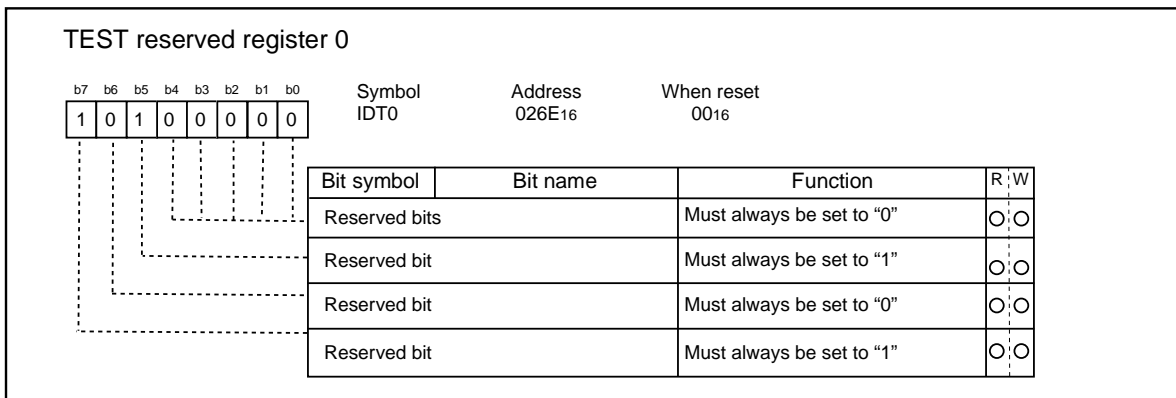 TEST reserved register 0
b7 b6 b5 b4 b3 b2 b1 b0
1 0 1 0 0 0 0 0
Symbol Address When reset
IDT0 026E16 0016
Bit symbol Bit name Function R W
Reserved bits Must always be set to “0”
Reserved bit Must always be set to “1”
Reserved bit Must always be set to “0”
Reserved bit Must always be set to “1”